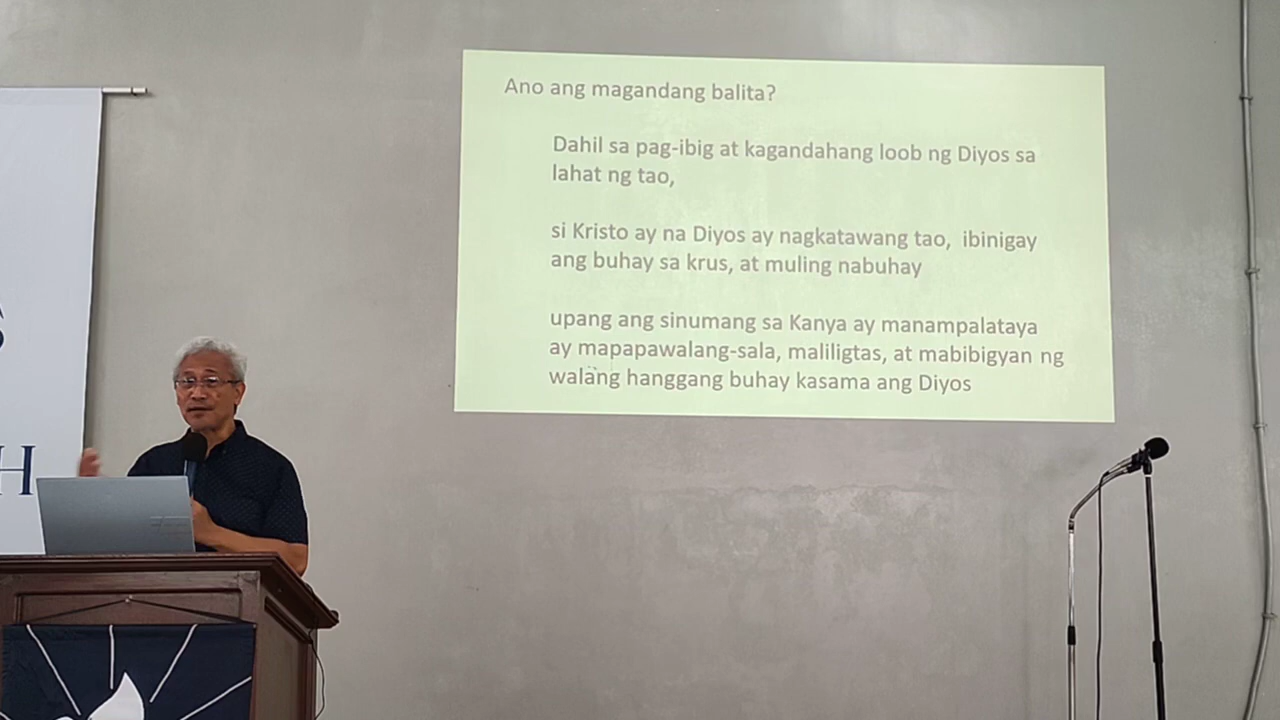 Ano ang magandang balita?
Dahil sa pag-ibig at kagandahang loob ng Diyos sa
lahat ng tao,
si Kristo ay na Diyos ay nagkatawang tao, ibinigay
ang buhay sa krus, at muling nabuhay
upang ang sinumang sa Kanya ay manampalataya
ay mapapawalang-sala, maliligtas, at mabibigyan ng
walang hanggang buhay kasama ang Diyos
H